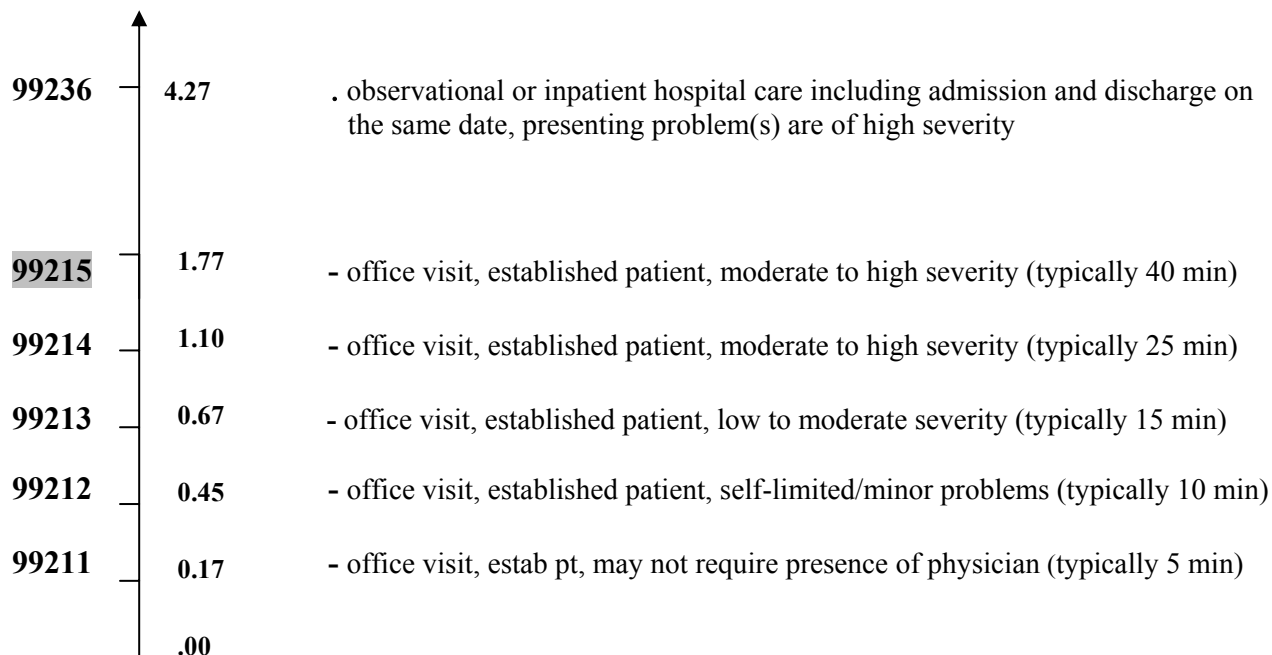 99236 4.27 . observational or inpatient hospital care including admission and discharge on
the same date, presenting problem(s) are of high severity
99215 1.77 - office visit, established patient, moderate to high severity (typically 40 min)
99214 1.10 - office visit, established patient, moderate to high severity (typically 25 min)
99213 0.67 - office visit, established patient, low to moderate severity (typically 15 min)
99212 0.45 - office visit, established patient, self-limited/minor problems (typically 10 min)
99211 0.17 - office visit, estab pt, may not require presence of physician (typically 5 min)
.00